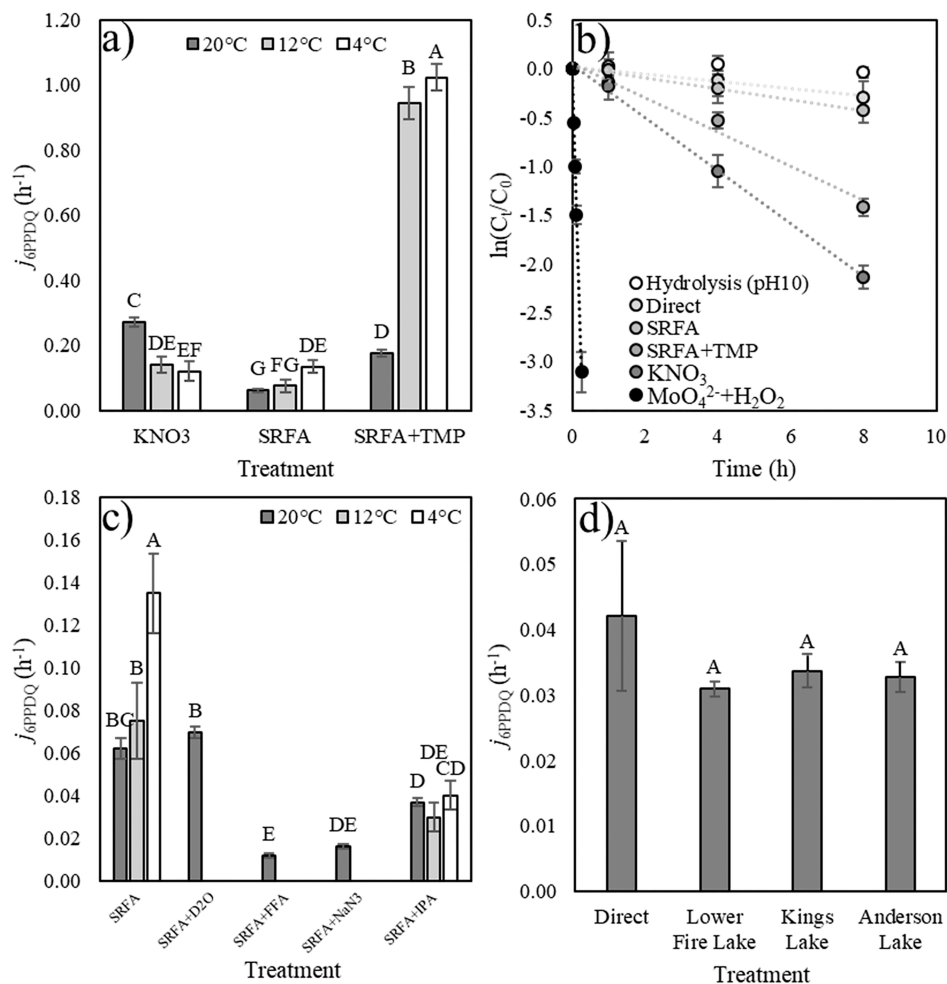 a)
20°C 12°C 4°C
1.20
1.00
0.80
0.60
0.40
0.20
0.00
j6PPDQ (h-1)
C
DE
EF
G
FG
DE
D
B
A
KNO3 SRFA SRFA+TMP
Treatment
b)
0.5
0.0
-0.5
-1.0
-1.5
-2.0
-2.5
-3.0
-3.5
ln(Ct/C0)
Hydrolysis (pH10)
Direct
SRFA
SRFA+TMP
KNO3
MoO4^2-+H2O2
0 2 4 6 8 10
Time (h)
c)
20°C 12°C 4°C
0.18
0.16
0.14
0.12
0.10
0.08
0.06
0.04
0.02
0.00
j6PPDQ (h-1)
BC
B
A
B
E
DE
D
DE
CD
SRFA
SRFA+D2O
SRFA+FFA
SRFA+NaN3
SRFA+IPA
Treatment
d)
0.06
0.05
0.04
0.03
0.02
0.01
0.00
j6PPDQ (h-1)
A
A
A
A
Direct
Lower
Fire Lake
Kings
Lake
Anderson
Lake
Treatment